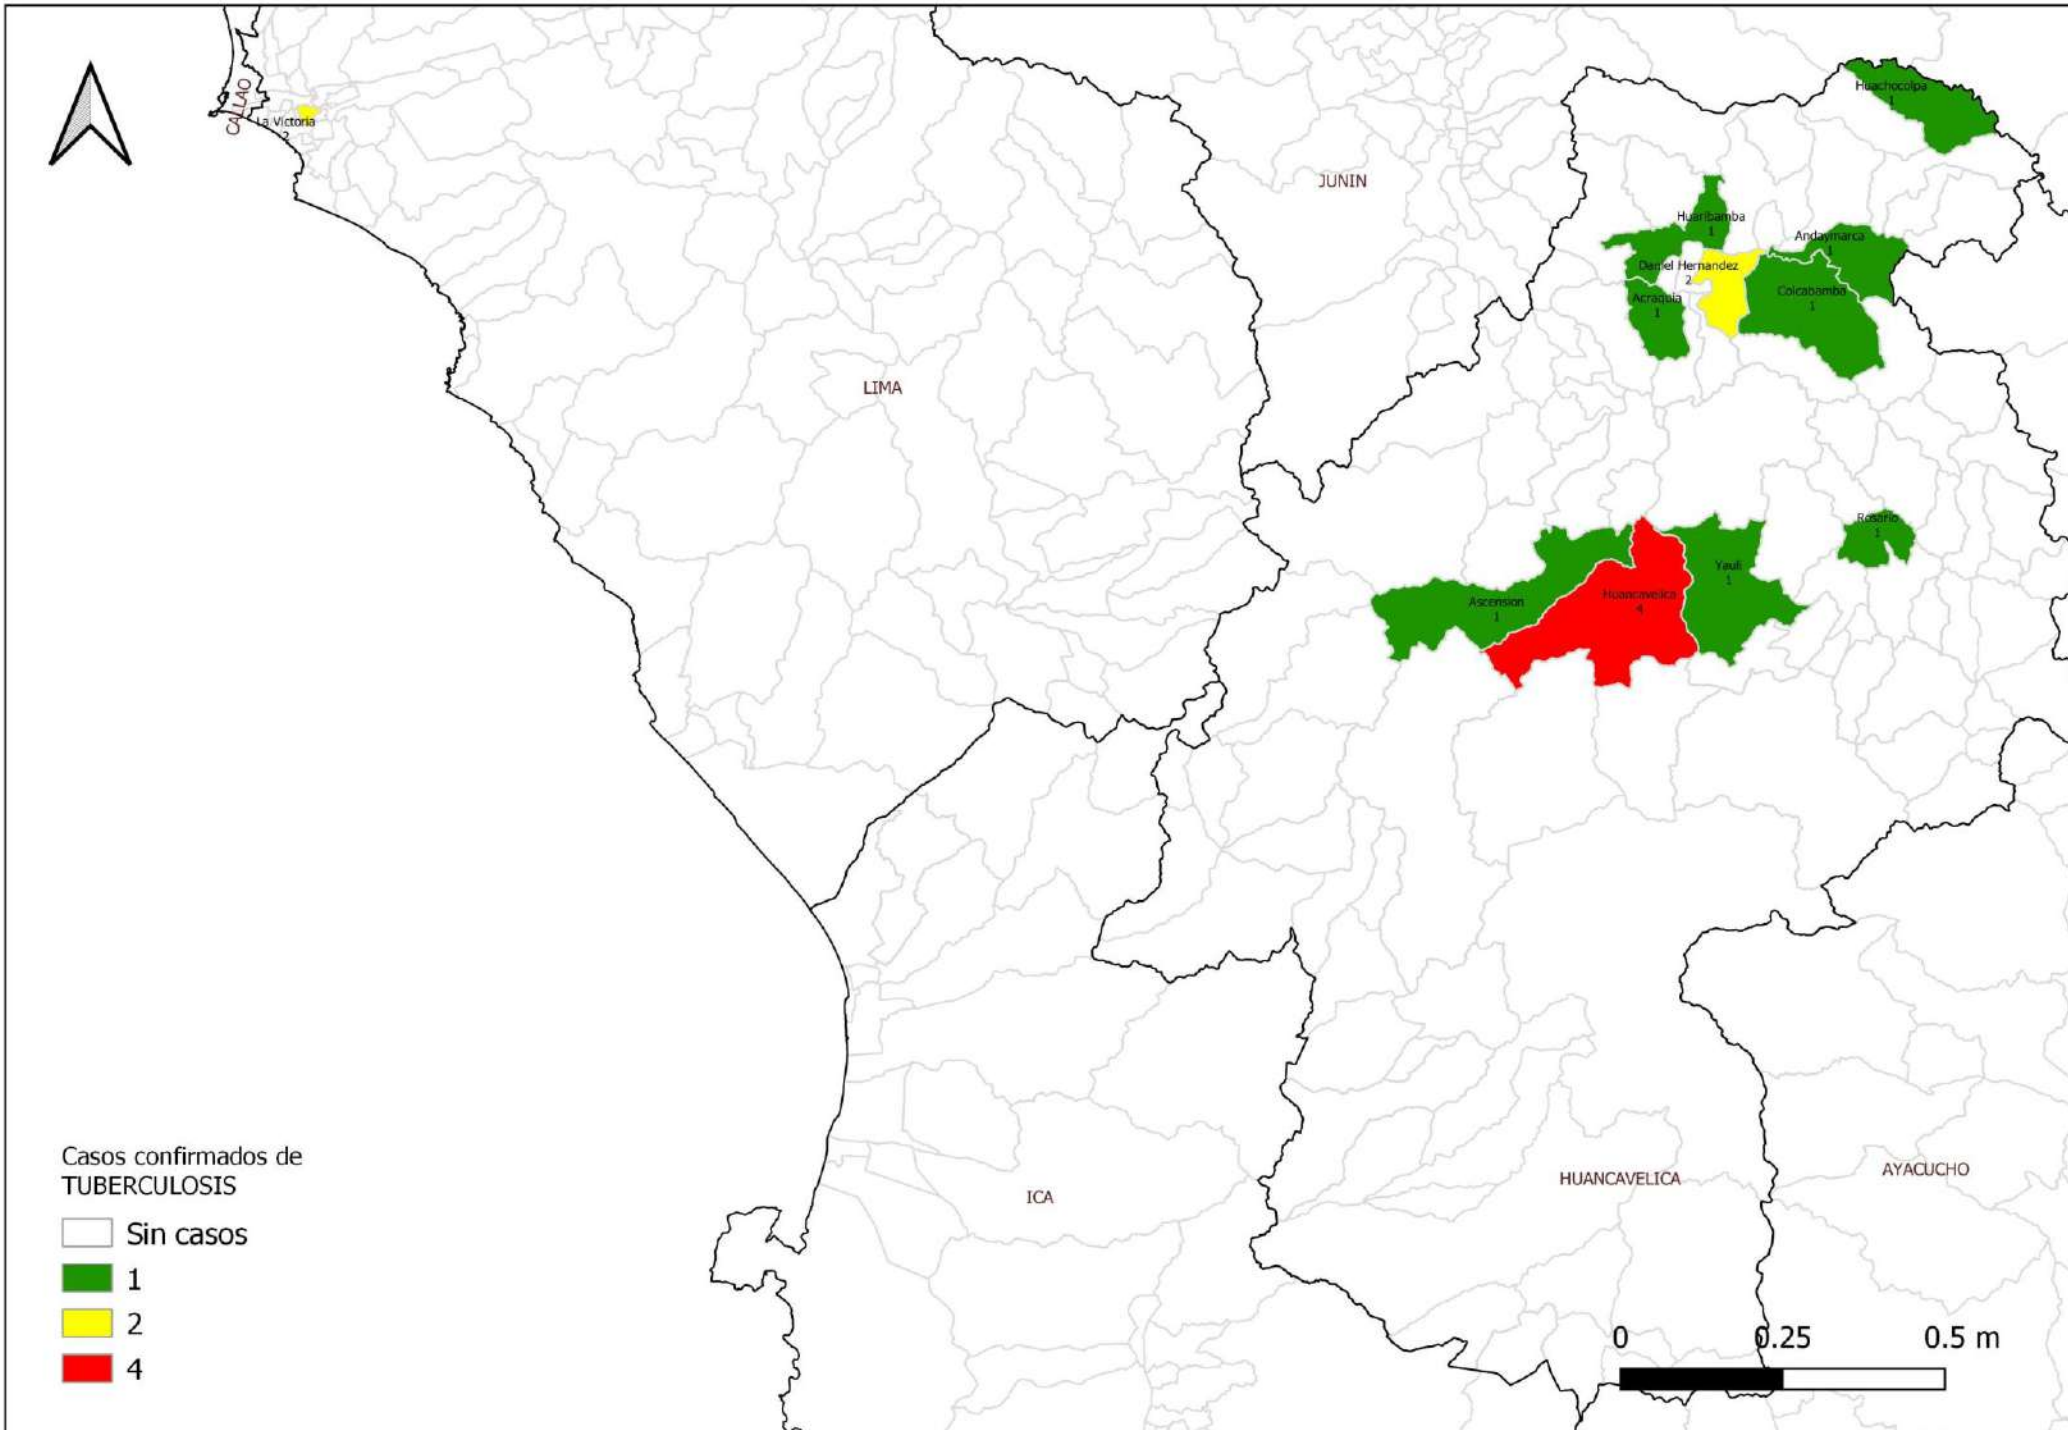 Huachocolpa
1
CALLAO
La Victoria
2
JUNIN
Huaribamba
1
Andaymarca
1
Daniel Hernandez
2
Colcabamba
1
Acraquia
1
LIMA
Rosario
1
Yauli
1
Huancavelica
4
Ascension
1
Casos confirmados de
TUBERCULOSIS
Sin casos
1
2
4
ICA
HUANCAVELICA
AYACUCHO
0 0.25 0.5 m